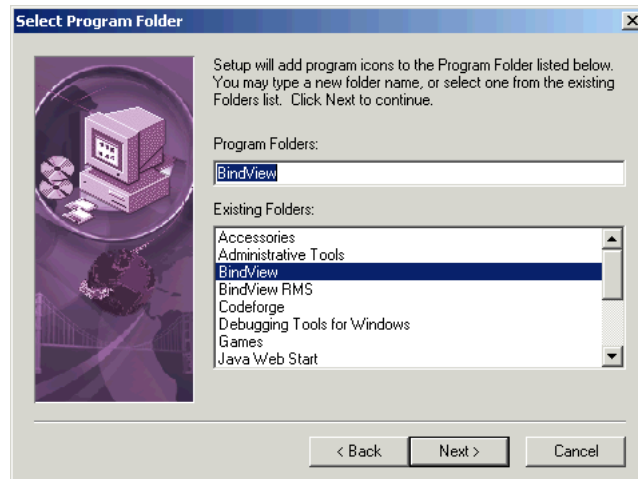 Select Program Folder
Setup will add program icons to the Program Folder listed below.
You may type a new folder name, or select one from the existing
Folders list. Click Next to continue.
Program Folders:
BindView
Existing Folders:
Accessories
Administrative Tools
BindView
BindView RMS
Codeforge
Debugging Tools for Windows
Games
Java Web Start
< Back
Next >
Cancel